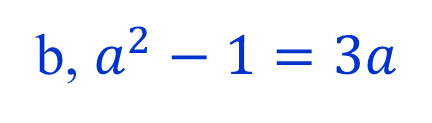 b, 𝑎² − 1 = 3𝑎